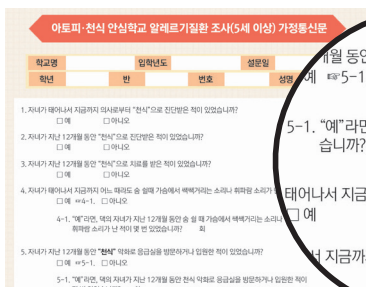 아토피·천식 안심학교 알레르기질환 조사(5세 이상) 가정통신문
학교명 입학년도 설문일
학년 반 번호 성명
1. 자녀가 태어나서 지금까지 의사로부터 "천식"으로 진단받은 적이 있었습니까?
□ 예 □ 아니오
2. 자녀가 지난 12개월 동안 "천식"으로 진단받은 적이 있었습니까?
□ 예 □ 아니오
3. 자녀가 지난 12개월 동안 "천식"으로 치료를 받은 적이 있었습니까?
□ 예 □ 아니오
4. 자녀가 태어나서 지금까지 어느 때라도 숨 쉴때 가슴에서 쌕쌕거리는 소리나 휘파람 소리가
□ 예 ☞4-1. □ 아니오
4-1. "예"라면, 댁의 자녀가 지난 12개월 동안 숨 쉴 때 가슴에서 쌕쌕거리는 소리나
휘파람 소리가 난 적이 몇 번 있었습니까? 회
5. 자녀가 지난 12개월 동안 "천식" 악화로 응급실을 방문하거나 입원한 적이 있었습니까?
□ 예 ☞5-1. □ 아니오
5-1. "예"라면, 댁의 자녀가 지난 12개월 동안 천식 악화로 응급실을 방문하거나 입원한 적이
개월 동안
예 ☞5-1
5-1. "예"라면
습니까?
태어나서 지금
□ 예
지금까